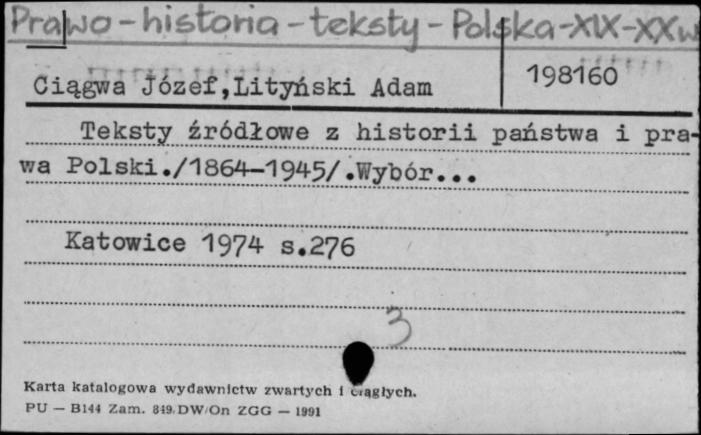 Prawo-historia-teksty-Polska-XIX-XXw
Ciągwa Józef,Lityński Adam
198160
Teksty źródłowe z historii państwa i pra-
wa Polski./1864-1945/.Wybór...
Katowice 1974 s.276
3
Karta katalogowa wydawnictw zwartych i ciągłych.
PU — B144 Zam. 849.DW/On ZGG — 1991